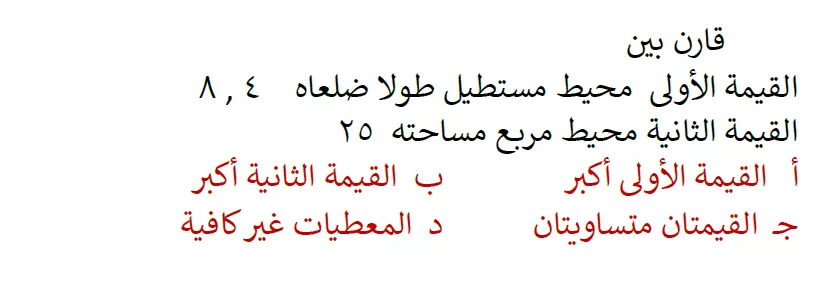 قارن بين
القيمة الأولى محيط مستطيل طولا ضلعاه ٤ , ٨
القيمة الثانية محيط مربع مساحته ٢٥
أ القيمة الأولى أكبر ب القيمة الثانية أكبر
جـ القيمتان متساويتان د المعطيات غير كافية